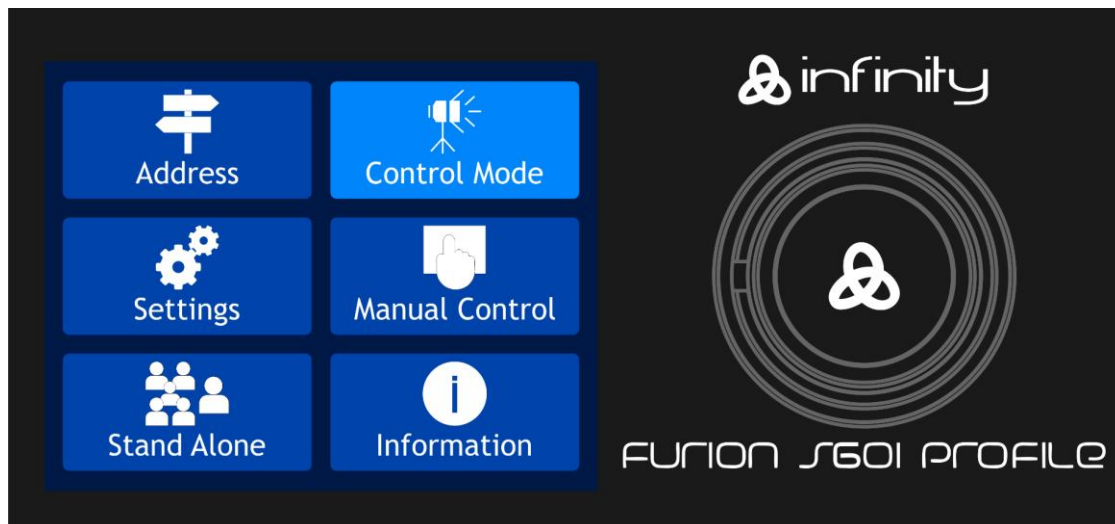 Address
Control Mode
Settings
Manual Control
Stand Alone
Information
infinity
FURION S601 PROFILE